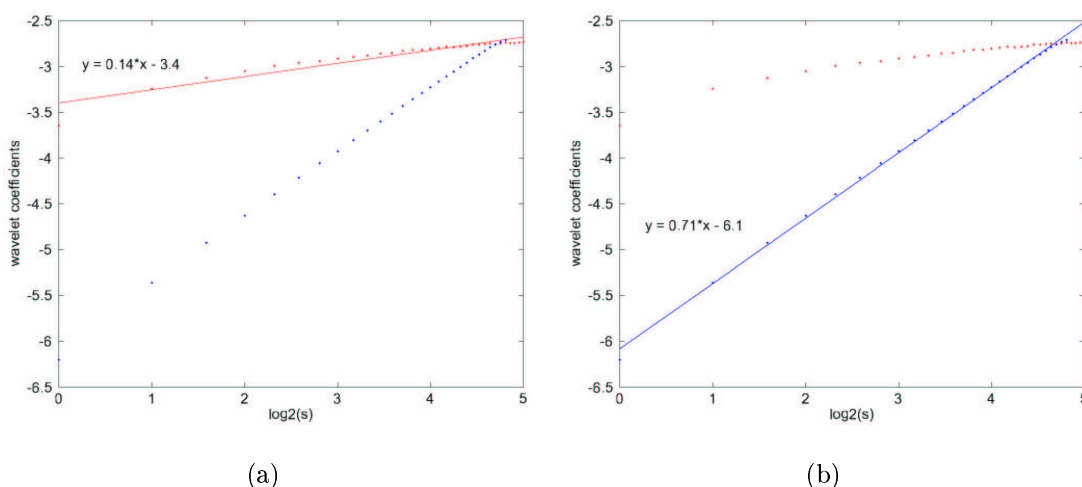 -2.5
-3
-3.5
-4
-4.5
-5
-5.5
-6
-6.5
wavelet coefficients
y = 0.14*x - 3.4
0 1 2 3 4 5
log2(s)
(a)
-2.5
-3
-3.5
-4
-4.5
-5
-5.5
-6
-6.5
wavelet coefficients
y = 0.71*x - 6.1
0 1 2 3 4 5
log2(s)
(b)